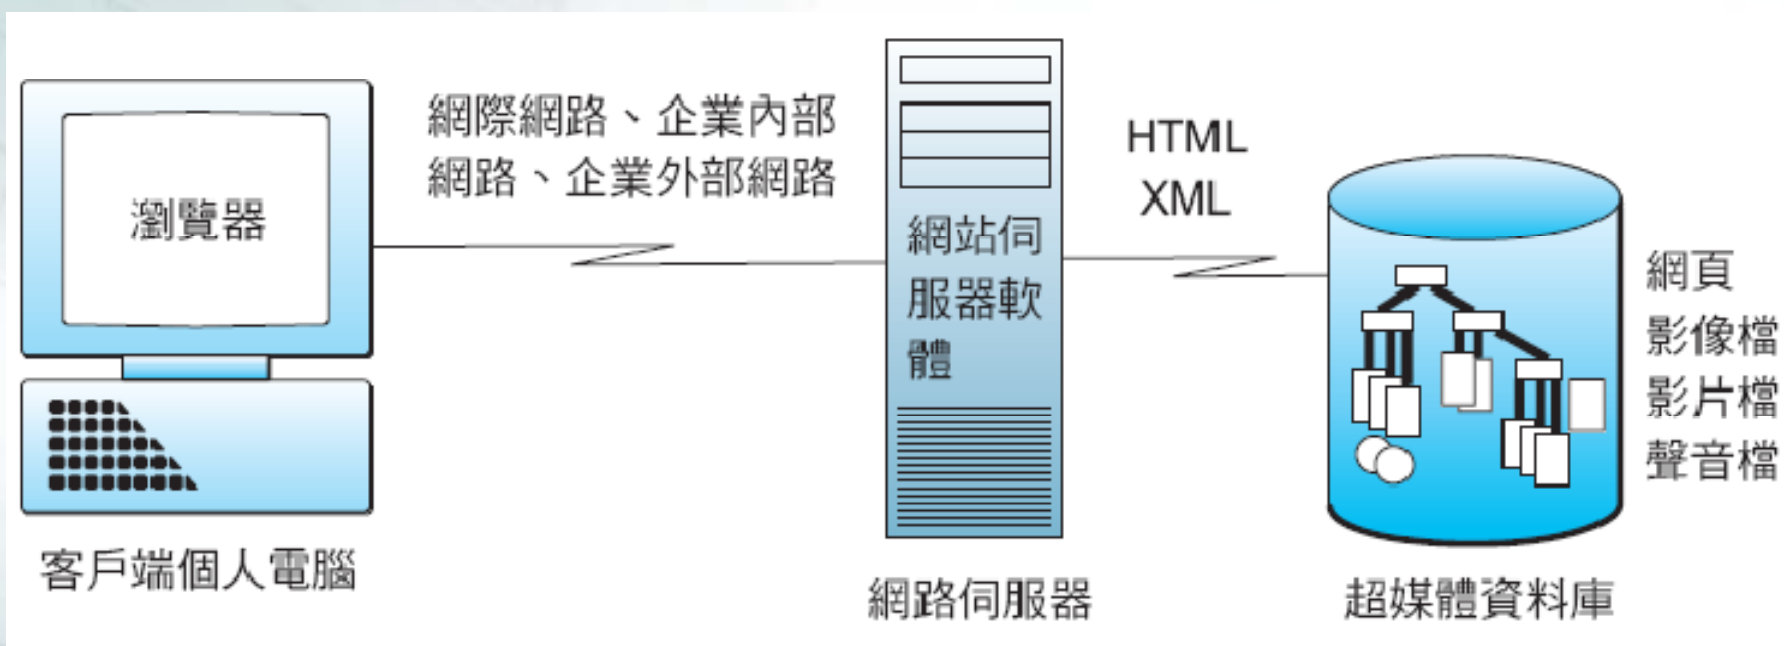 瀏覽器
客戶端個人電腦
網際網路、企業內部
網路、企業外部網路
網站伺
服器軟
體
網路伺服器
HTML
XML
超媒體資料庫
網頁
影像檔
影片檔
聲音檔